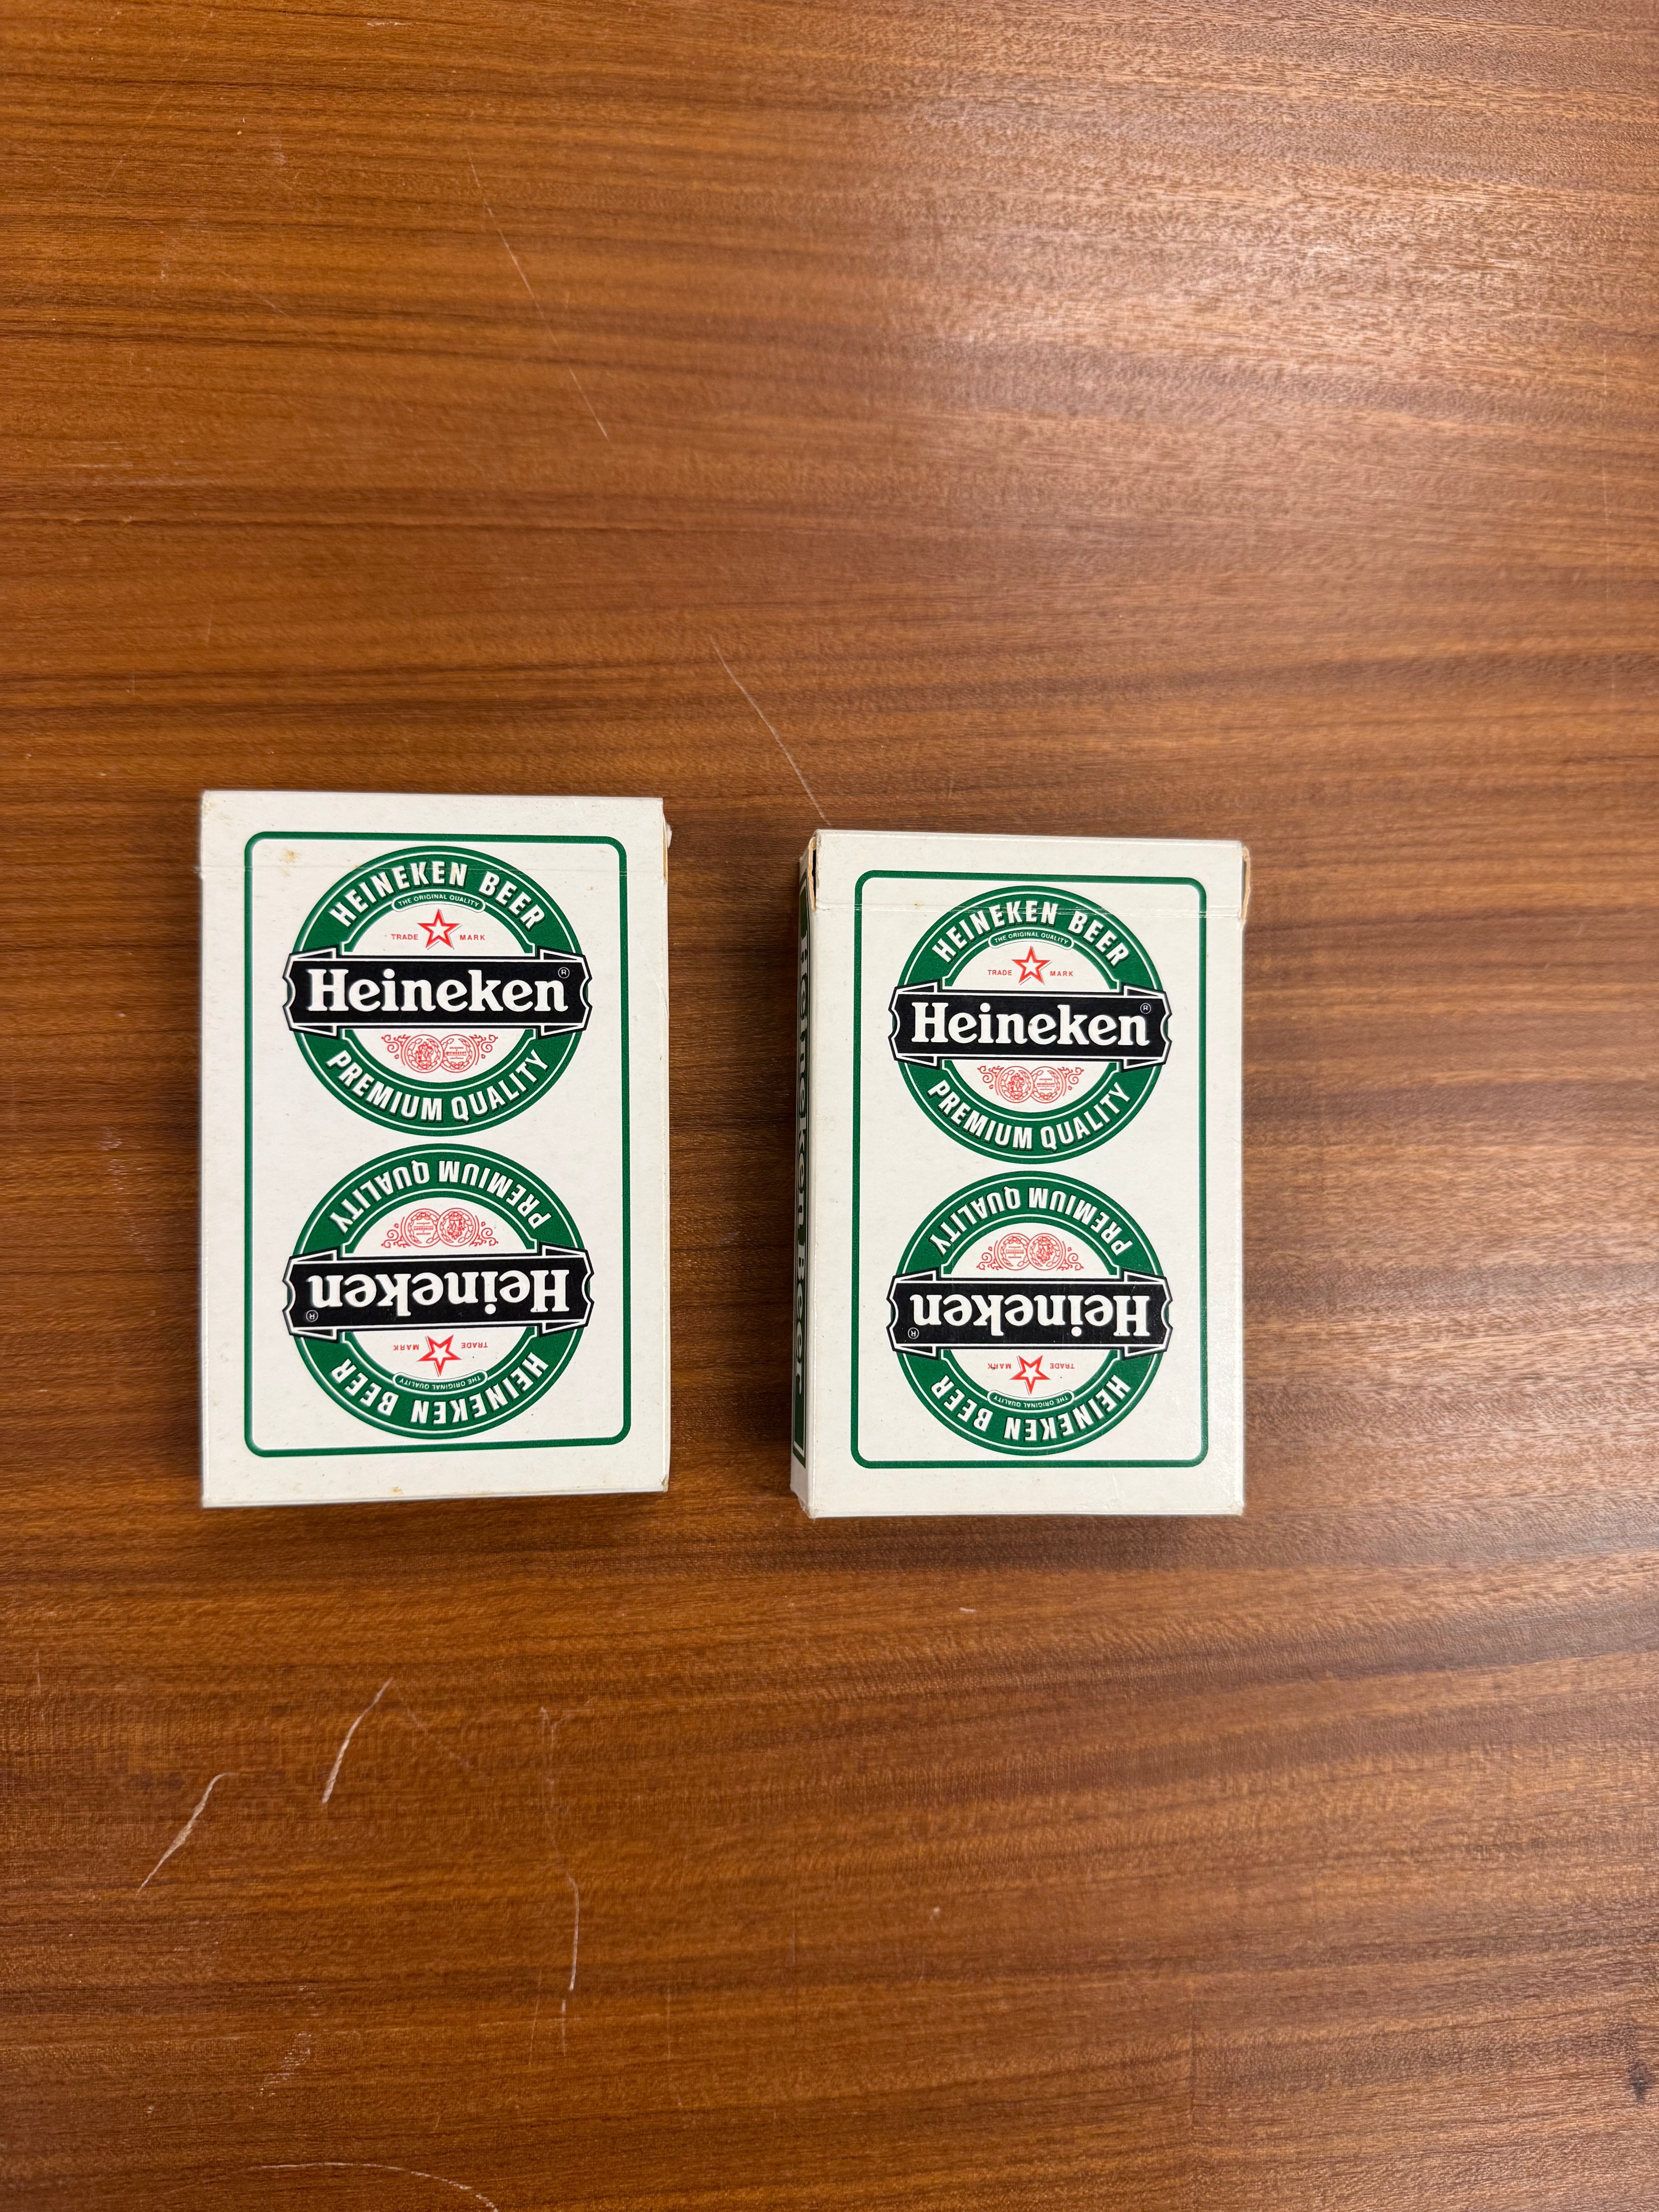 HEINEKEN BEER
THE ORIGINAL QUALITY
TRADE MARK
Heineken®
PREMIUM QUALITY
PREMIUM QUALITY
Heineken®
TRADE MARK
THE ORIGINAL QUALITY
HEINEKEN BEER
Heineken Beer
HEINEKEN BEER
THE ORIGINAL QUALITY
TRADE MARK
Heineken®
PREMIUM QUALITY
PREMIUM QUALITY
Heineken®
TRADE MARK
THE ORIGINAL QUALITY
HEINEKEN BEER